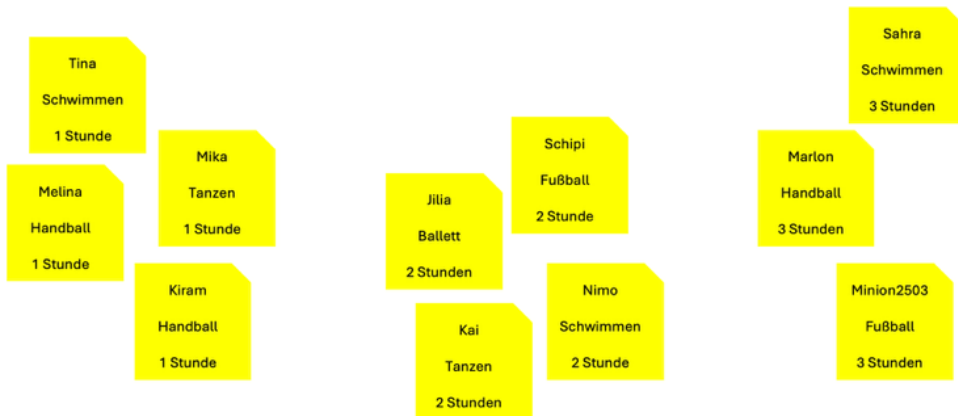 Tina
Schwimmen
1 Stunde
Mika
Tanzen
1 Stunde
Melina
Handball
1 Stunde
Kiram
Handball
1 Stunde
Schipi
Fußball
2 Stunde
Jilia
Ballett
2 Stunden
Nimo
Schwimmen
2 Stunde
Kai
Tanzen
2 Stunden
Sahra
Schwimmen
3 Stunden
Marlon
Handball
3 Stunden
Minion2503
Fußball
3 Stunden